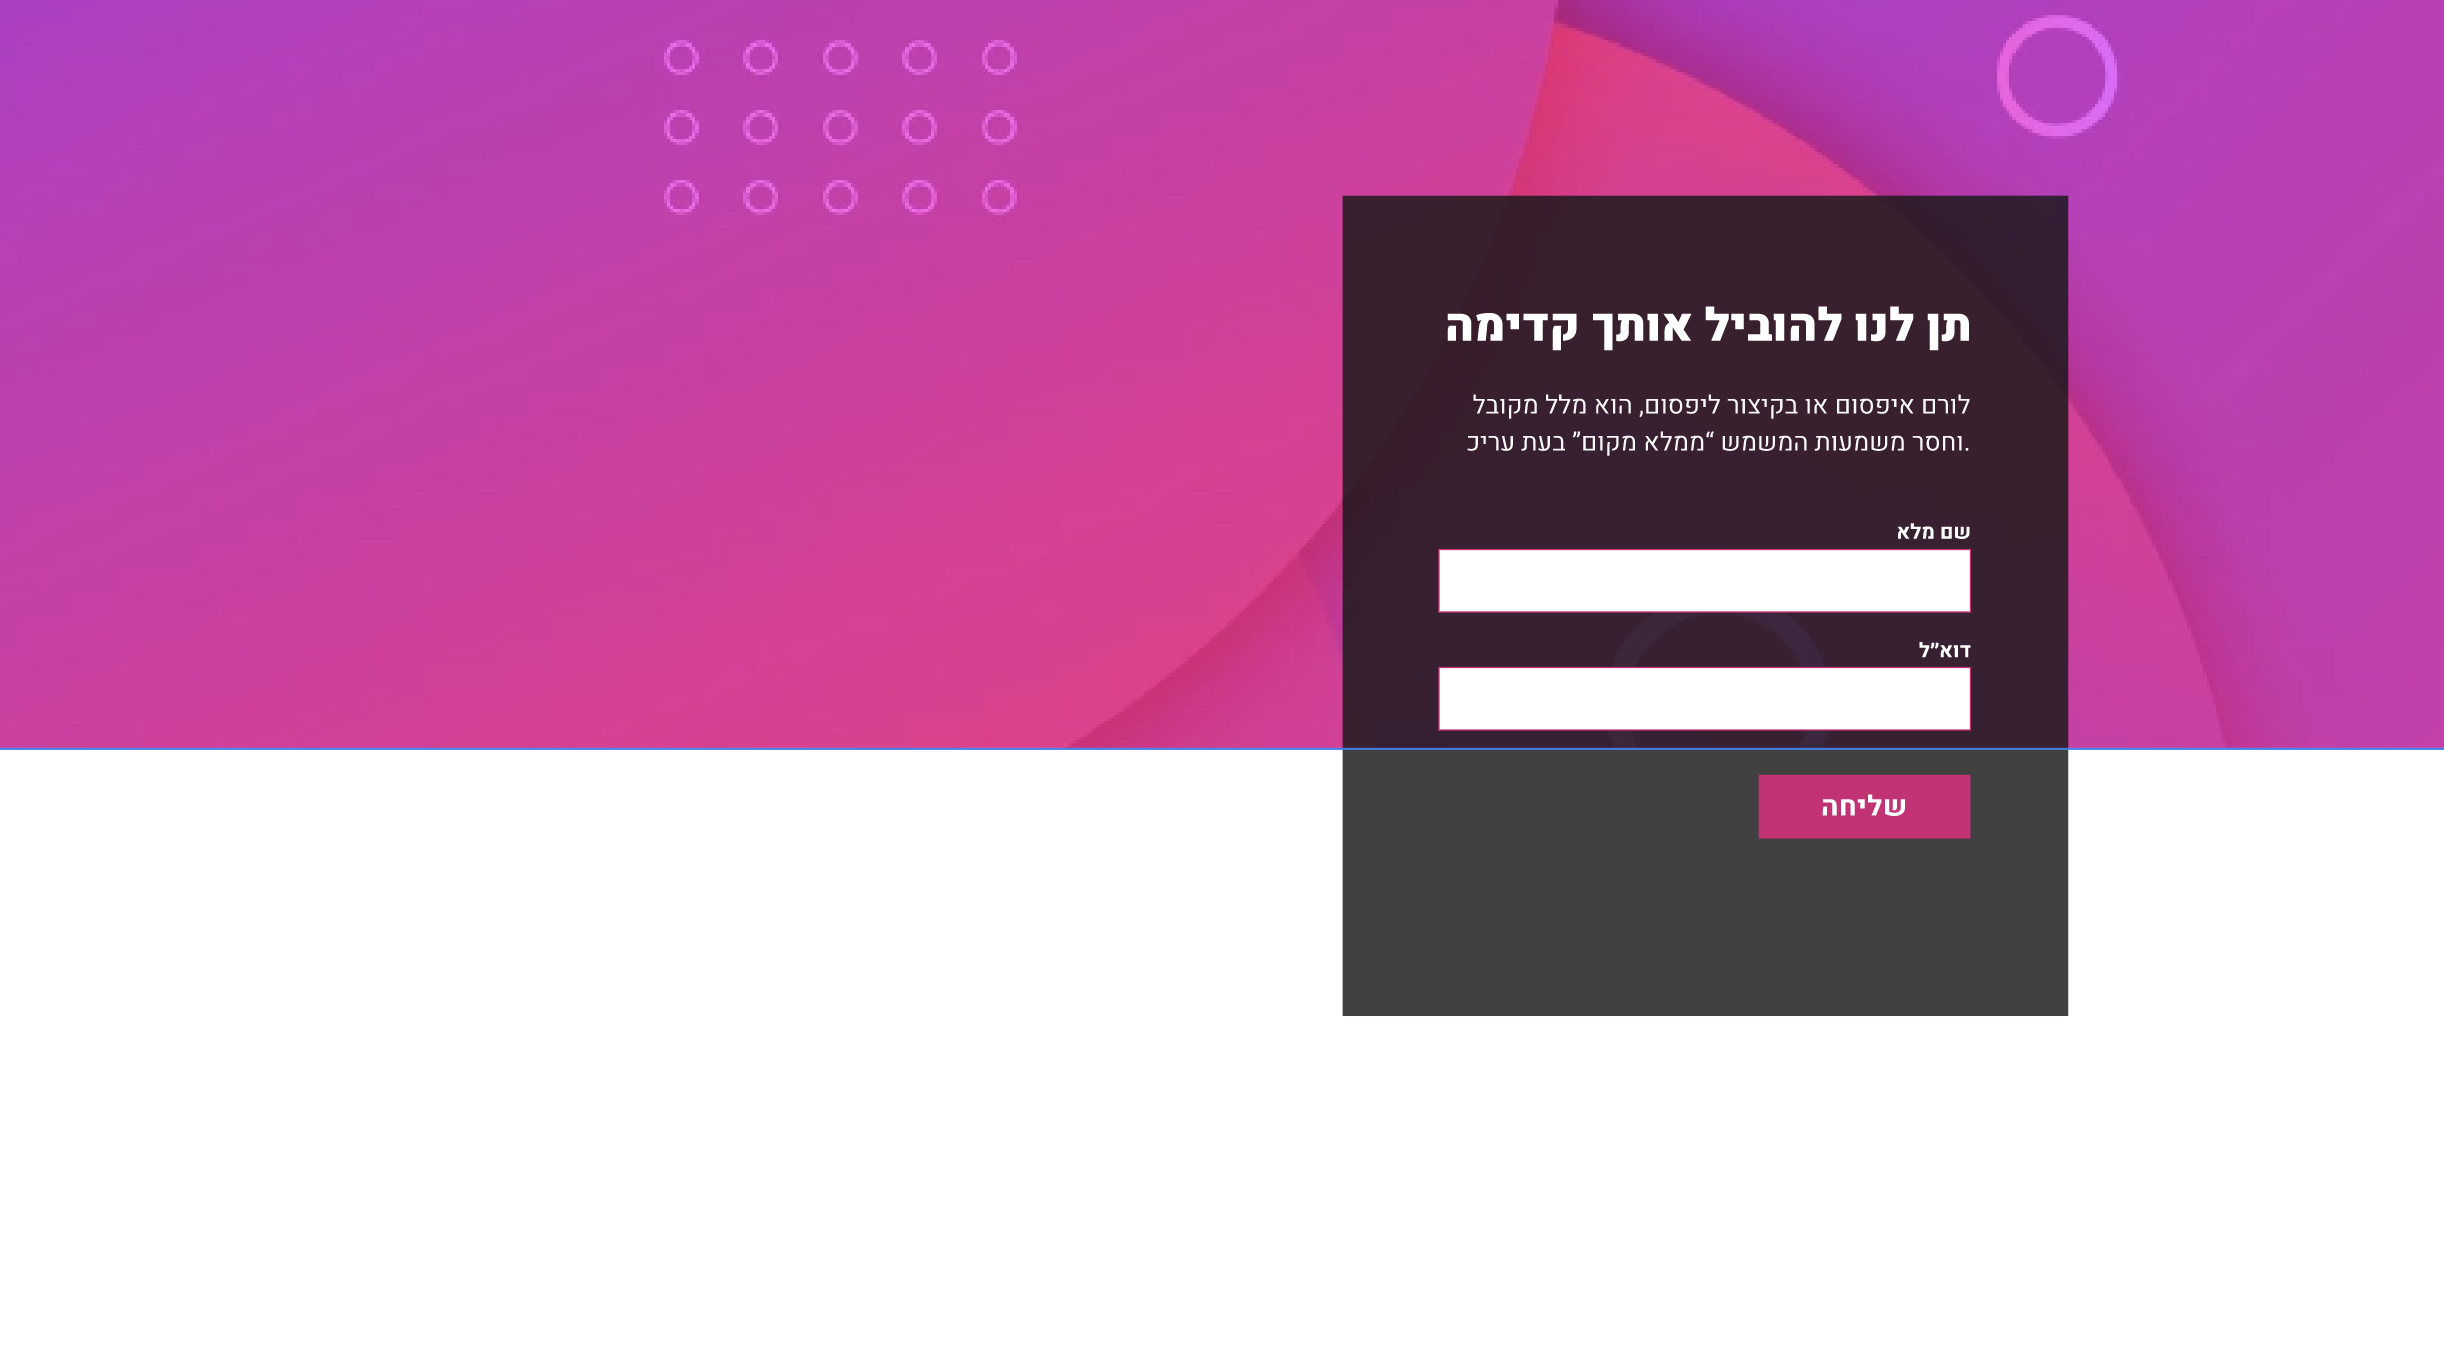 תן לנו להוביל אותך קדימה
לורם איפסום או בקיצור ליפסום, הוא מלל מקובל
.וחסר משמעות המשמש “ממלא מקום” בעת עריכ
שם מלא
דוא״ל
שליחה